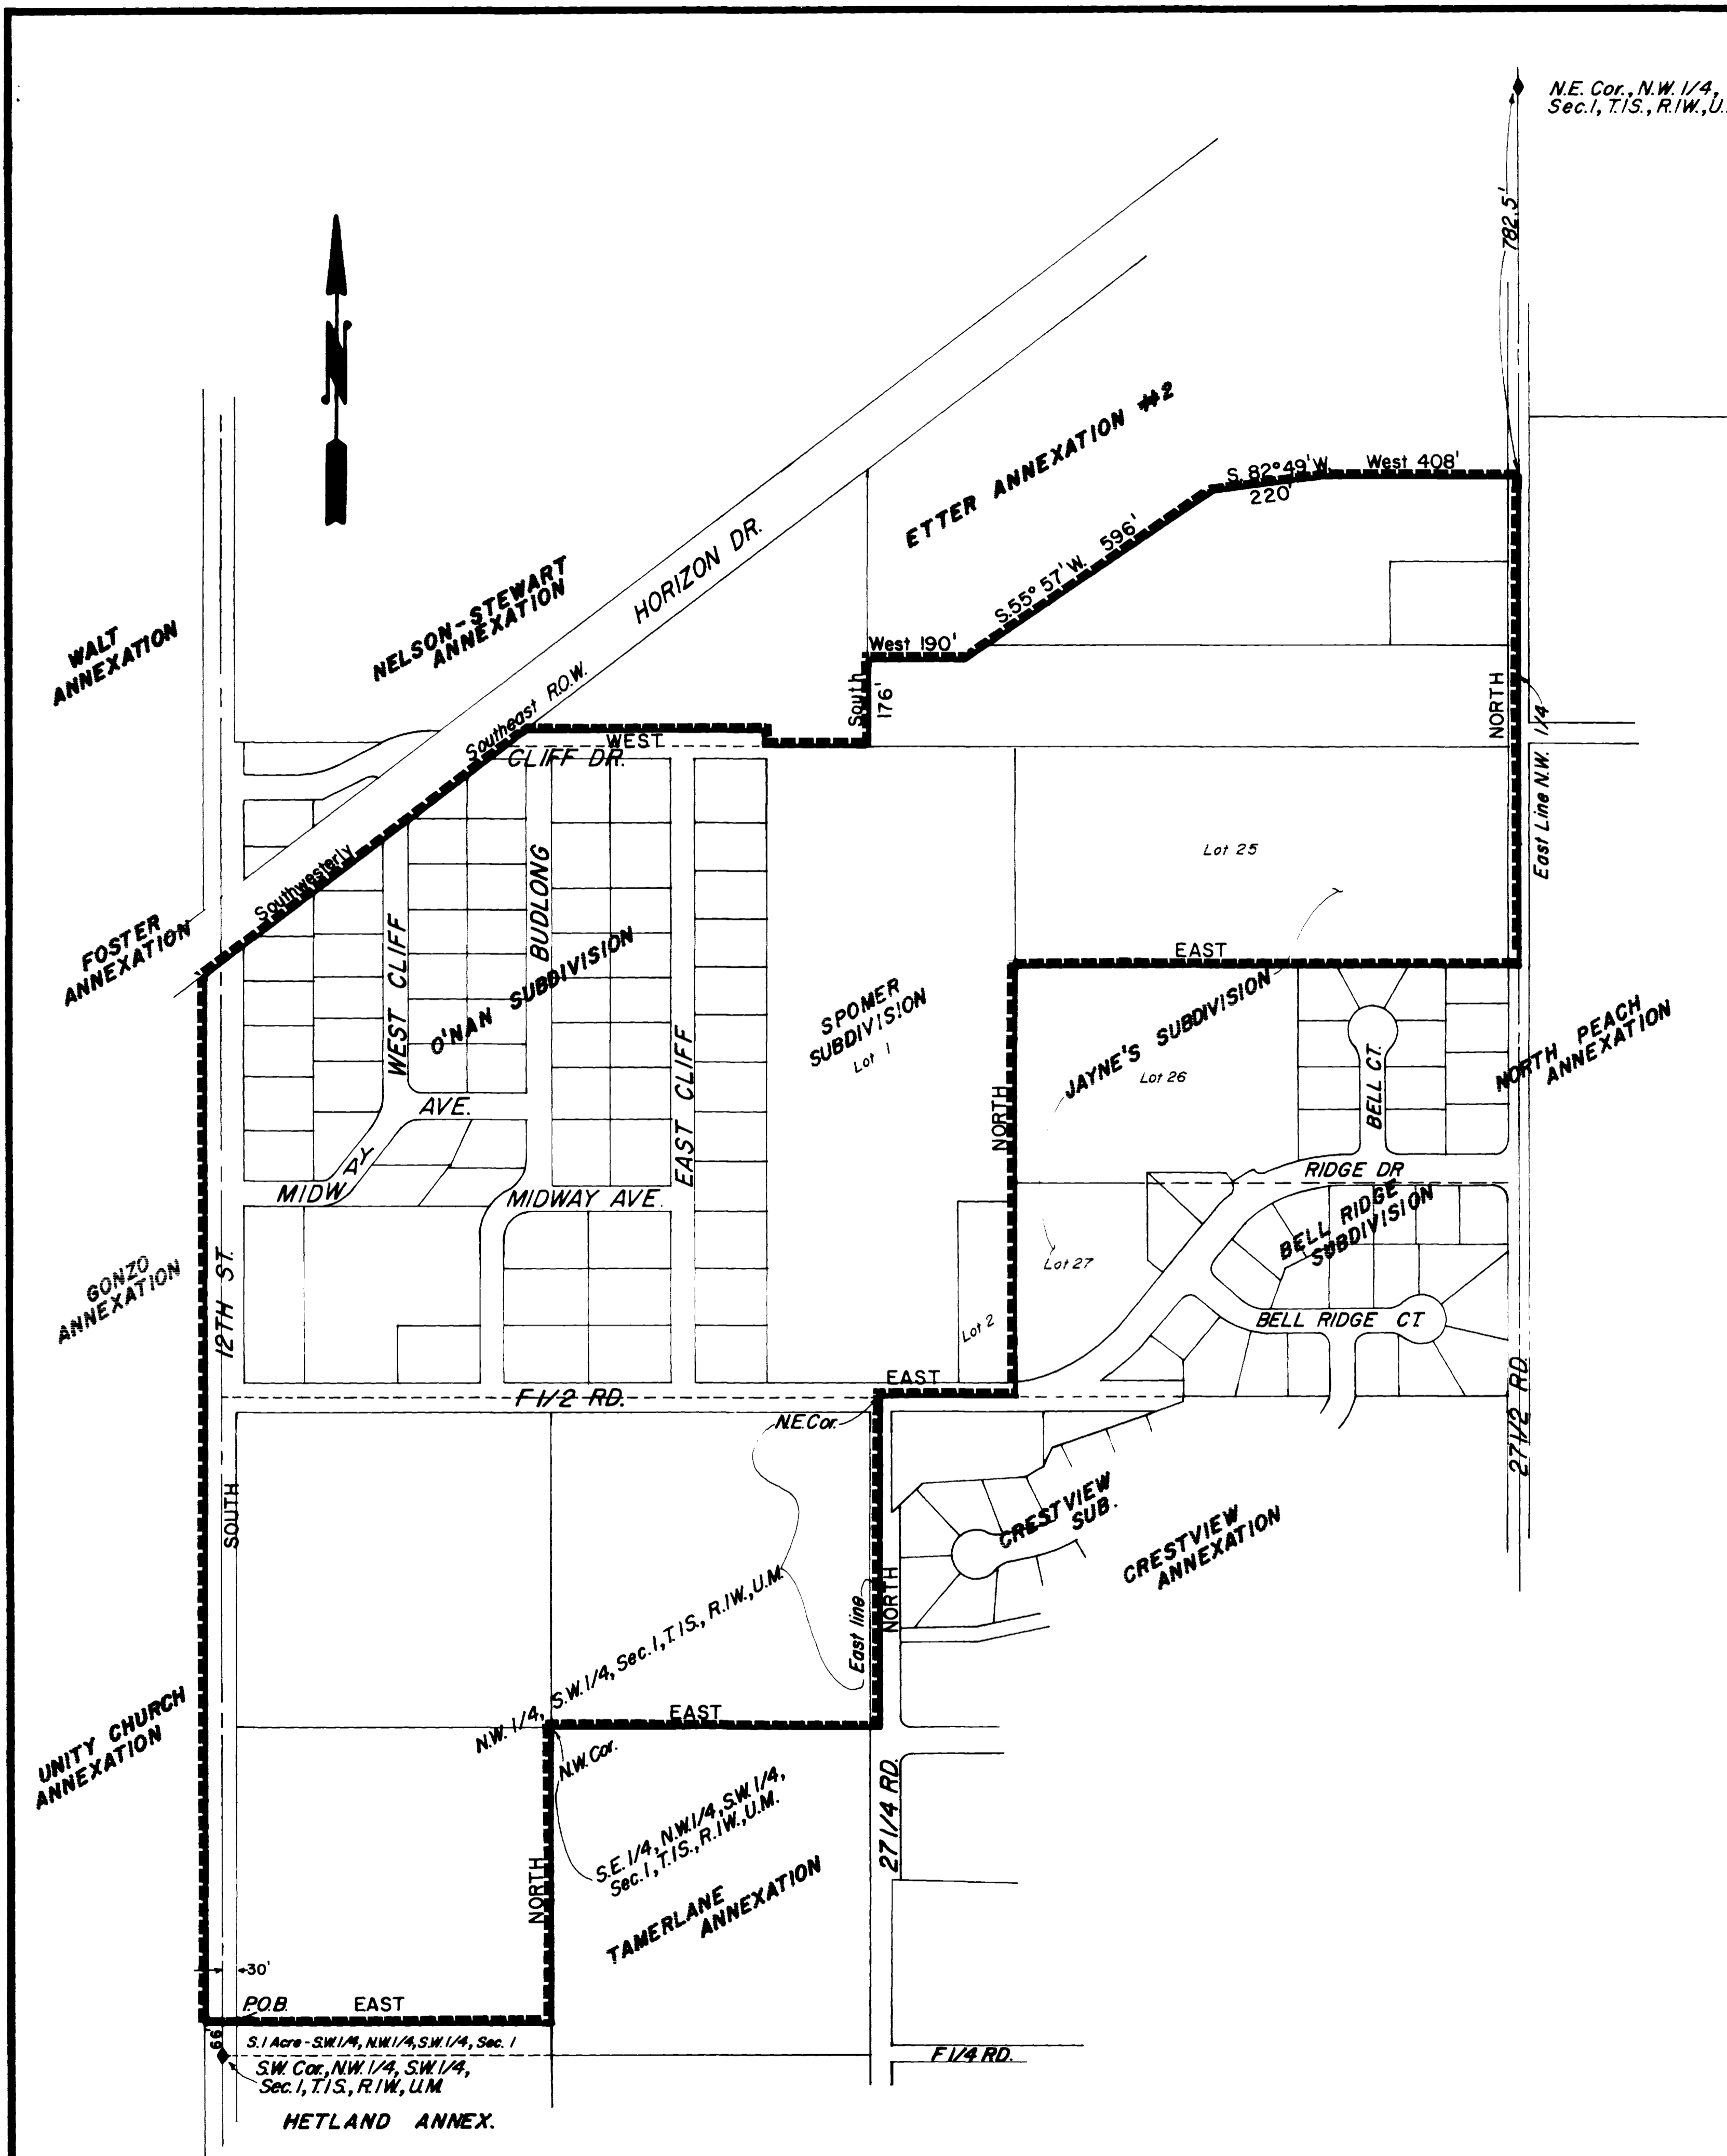 N.E. Cor., N.W. 1/4,
Sec. 1, T.1S., R.1W., U.
782.5'
N
ETTER ANNEXATION #2
S. 82°49' W.
220'
West 408'
HORIZON DR.
NELSON-STEWART
ANNEXATION
WALT
ANNEXATION
S.55° 57' W. 596'
West 190'
South
176'
NORTH
East Line N.W. 1/4
Southeast R.O.W.
WEST
CLIFF DR.
Southwesterly
Lot 25
BUDLONG
FOSTER
ANNEXATION
WEST CLIFF
O'NAN SUBDIVISION
EAST
SPOMER
SUBDIVISION
Lot 1
JAYNE'S SUBDIVISION
NORTH PEACH
ANNEXATION
EAST CLIFF
Lot 26
BELL CT.
NORTH
AVE.
MIDWAY
MIDWAY AVE.
RIDGE DR
BELL RIDGE
SUBDIVISION
GONZO
ANNEXATION
12TH ST.
Lot 27
Lot 2
BELL RIDGE CT.
EAST
F 1/2 RD.
N.E. Cor.
27 1/2 RD.
SOUTH
CRESTVIEW
SUB.
CRESTVIEW
ANNEXATION
East line
NORTH
N.W. 1/4, S.W. 1/4, Sec. 1, T.1S., R.1W., U.M.
EAST
UNITY CHURCH
ANNEXATION
N.W. Cor.
S.E. 1/4, N.W. 1/4, S.W. 1/4,
Sec. 1, T.1S., R.1W., U.M.
27 1/4 RD.
NORTH
TAMERLANE
ANNEXATION
30'
P.O.B.
EAST
66'
S. 1 Acre - S.W. 1/4, N.W. 1/4, S.W. 1/4, Sec. 1
S.W. Cor., N.W. 1/4, S.W. 1/4,
Sec. 1, T.1S., R.1W., U.M.
F 1/4 RD.
HETLAND ANNEX.